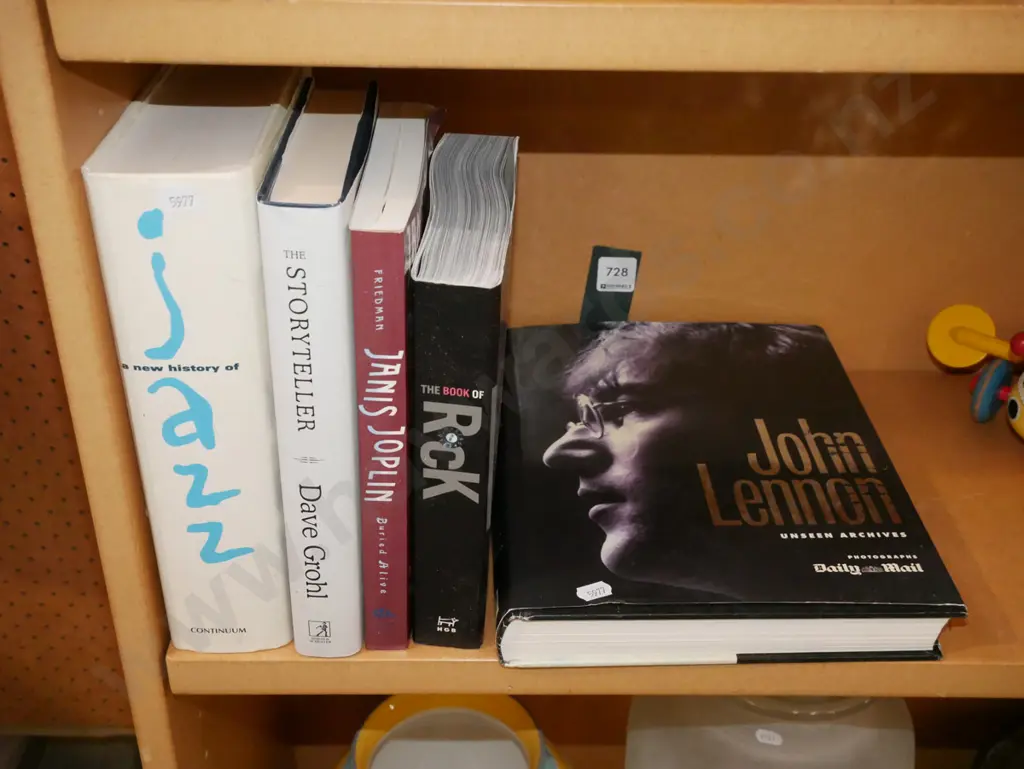 5977
a new history of
jazz
CONTINUUM
THE
STORYTELLER
Dave Grohl
FRIEDMAN
JANIS JOPLIN
Buried Alive
THE BOOK OF
RocK
HGB
728
John
Lennon
UNSEEN ARCHIVES
PHOTOGRAPHS
Daily Mail
5977